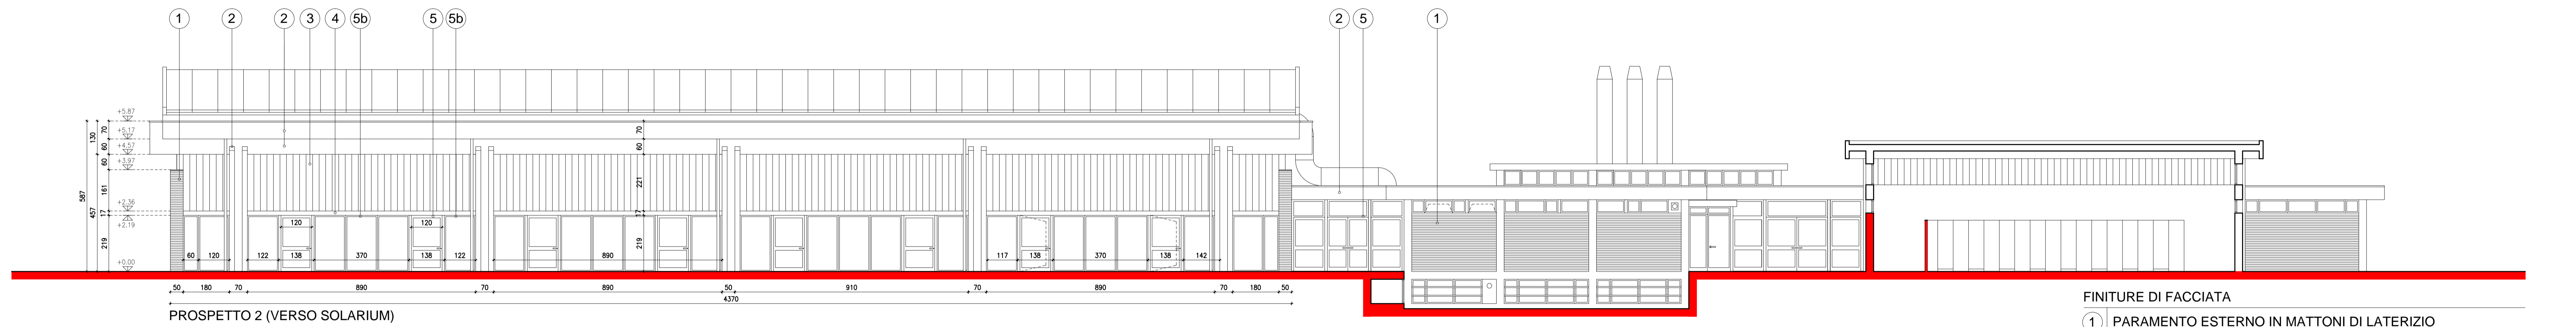 1 2 2 3 4 5b 5 5b 2 5 1
+5.87
+5.17
+4.57
+3.97
+2.36
+2.19
+0.00
587
130 457
70 60 60 161 17 219
70 60 221 17 219
120 120
60 120 122 138 370 138 122 890 117 138 370 138 142
50 180 70 890 70 890 50 910 70 890 70 180 50
4370
PROSPETTO 2 (VERSO SOLARIUM)
FINITURE DI FACCIATA
1 PARAMENTO ESTERNO IN MATTONI DI LATERIZIO